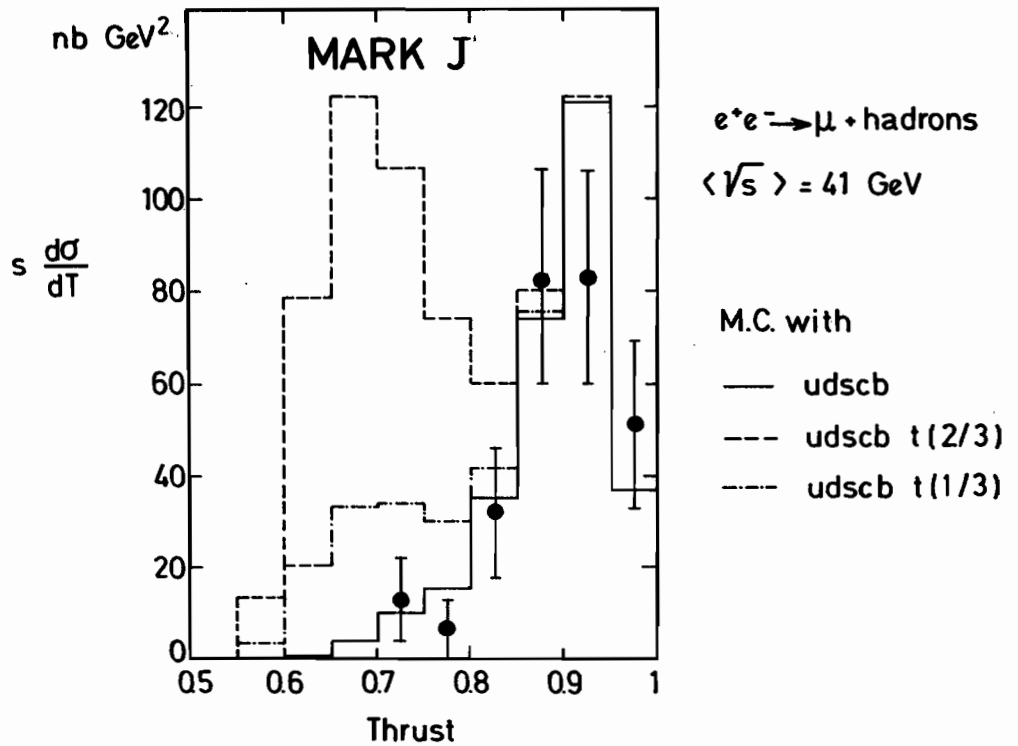 nb GeV²
MARK J
120
100
80
60
40
20
0
s dσ/dT
0.5 0.6 0.7 0.8 0.9 1
Thrust
e⁺e⁻→μ + hadrons
⟨√s⟩ = 41 GeV
M.C. with
udscb
udscb t(2/3)
udscb t(1/3)